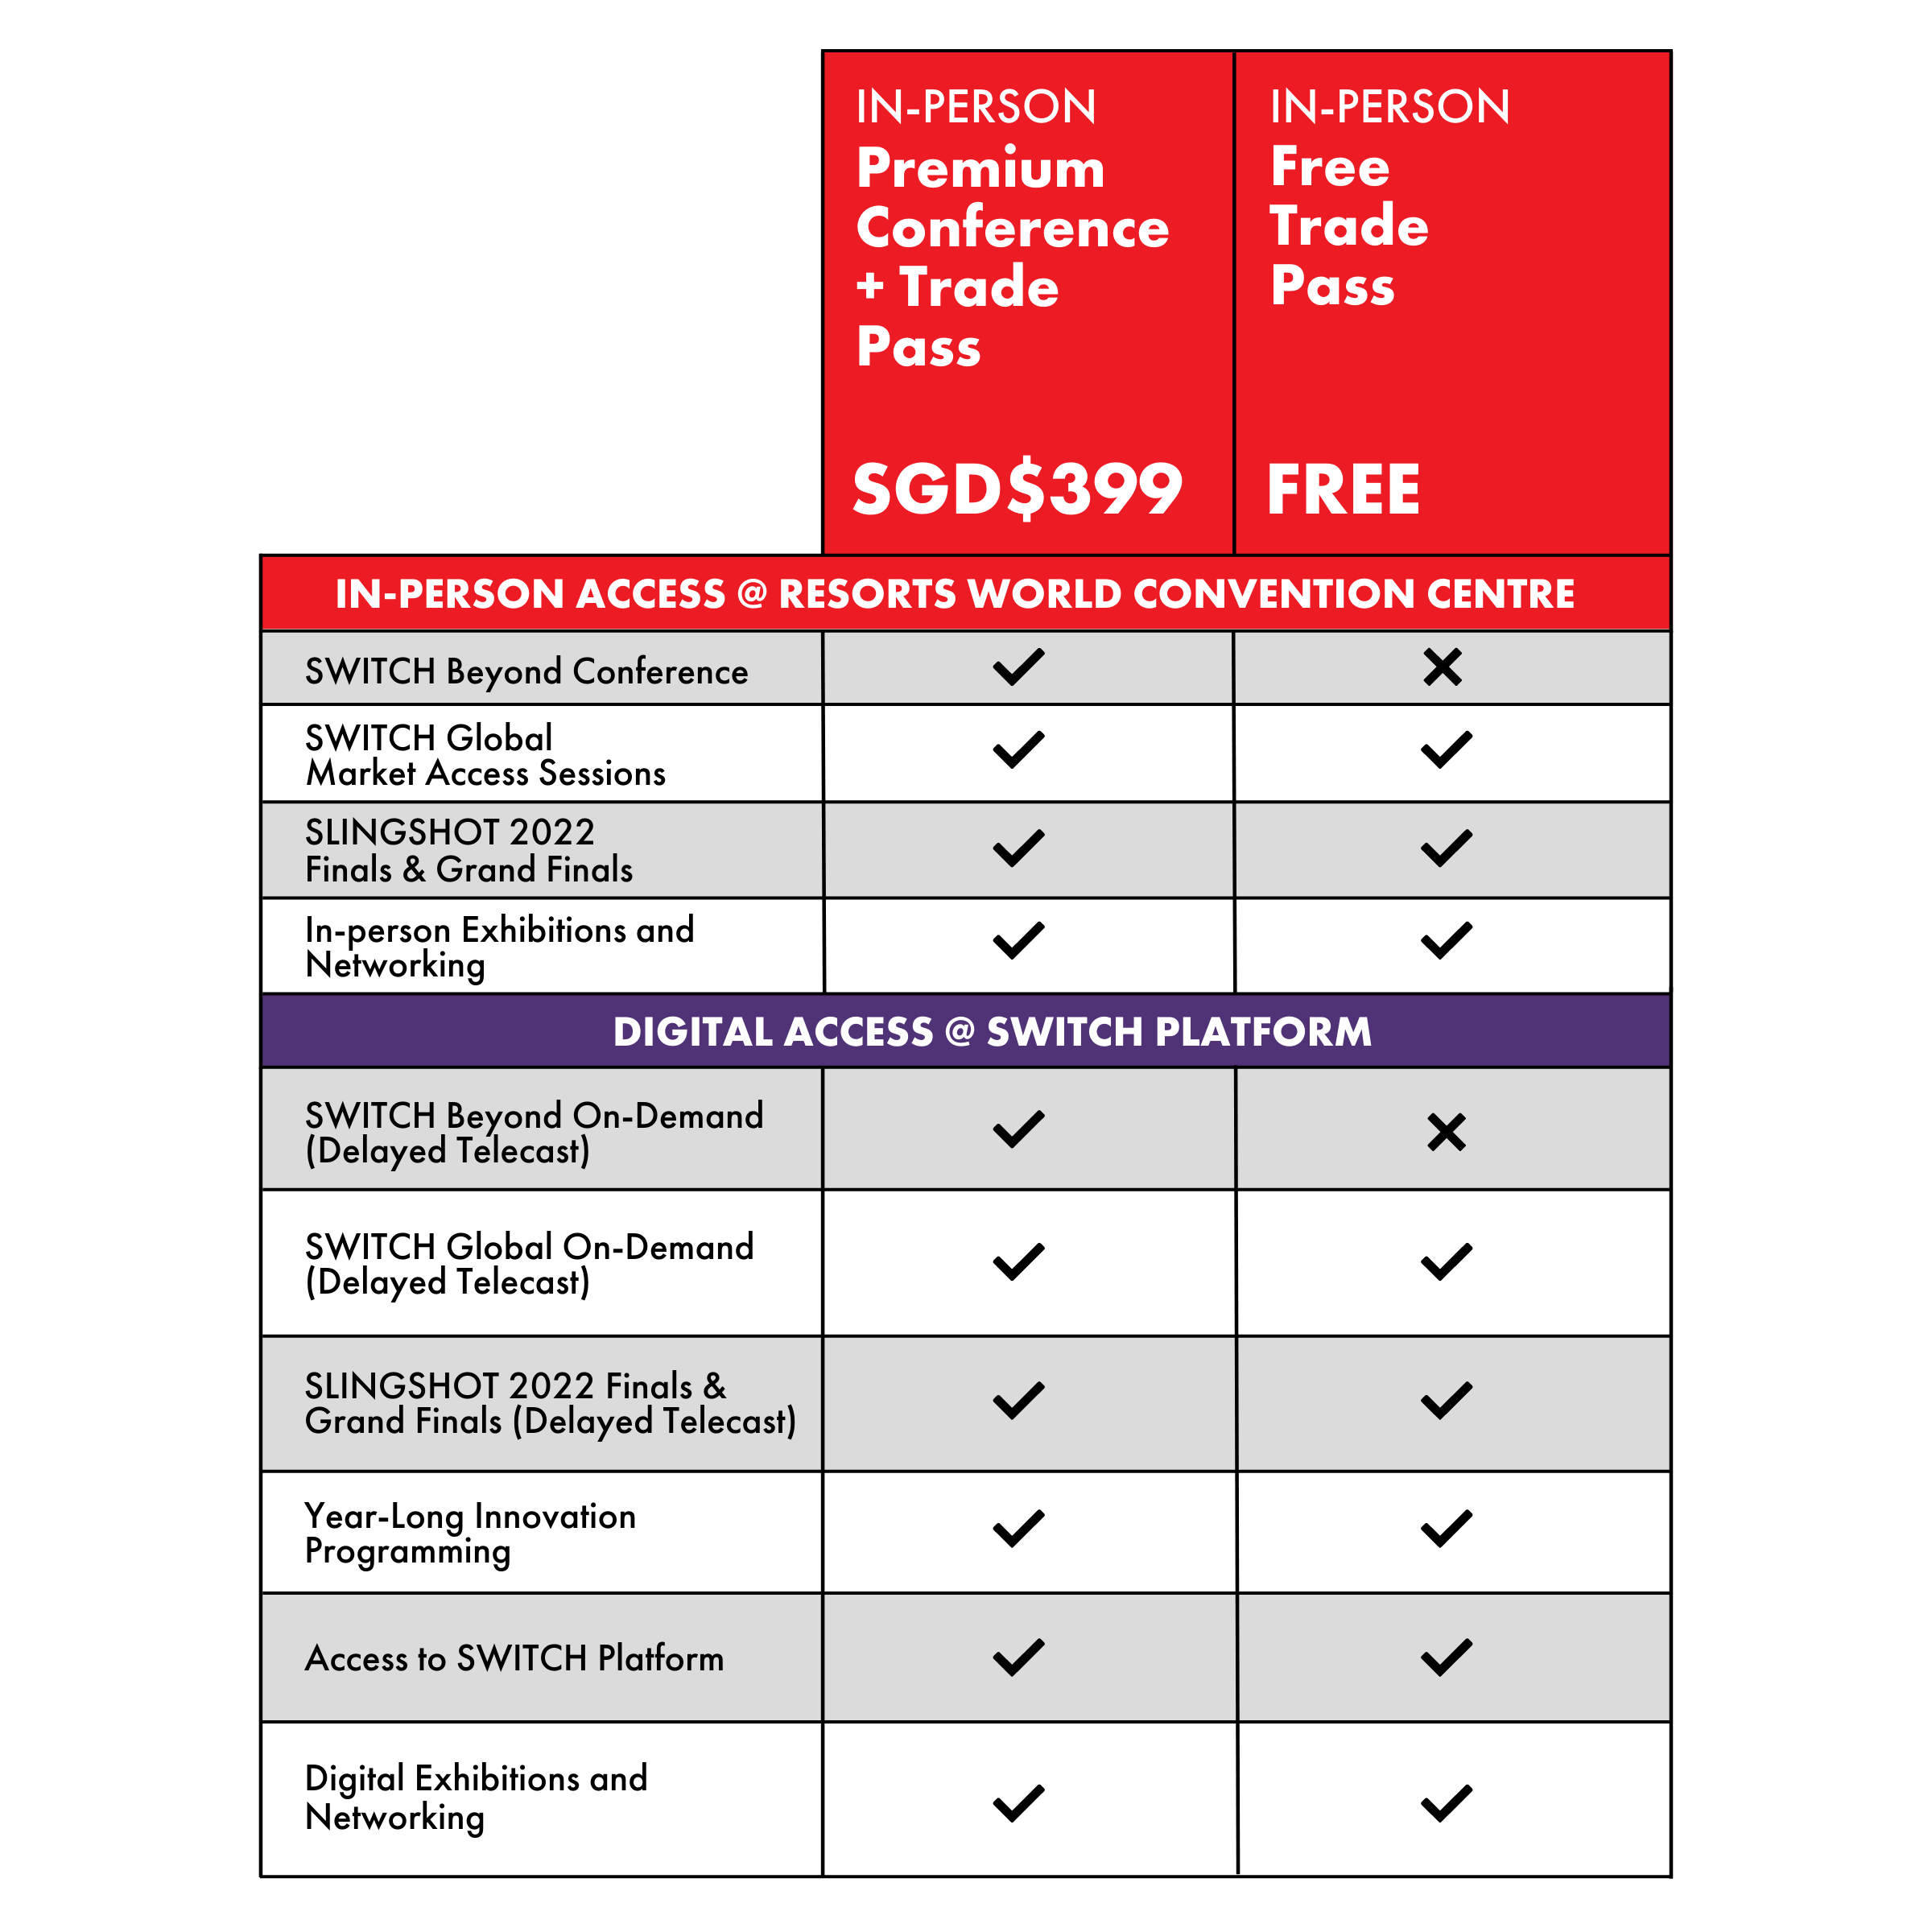 IN-PERSON
Premium
Conference
+ Trade
Pass
SGD$399
IN-PERSON
Free
Trade
Pass
FREE
IN-PERSON ACCESS @ RESORTS WORLD CONVENTION CENTRE
SWITCH Beyond Conference
SWITCH Global
Market Access Sessions
SLINGSHOT 2022
Finals & Grand Finals
In-person Exhibitions and
Networking
DIGITAL ACCESS @ SWITCH PLATFORM
SWITCH Beyond On-Demand
(Delayed Telecast)
SWITCH Global On-Demand
(Delayed Telecast)
SLINGSHOT 2022 Finals &
Grand Finals (Delayed Telecast)
Year-Long Innovation
Programming
Access to SWITCH Platform
Digital Exhibitions and
Networking